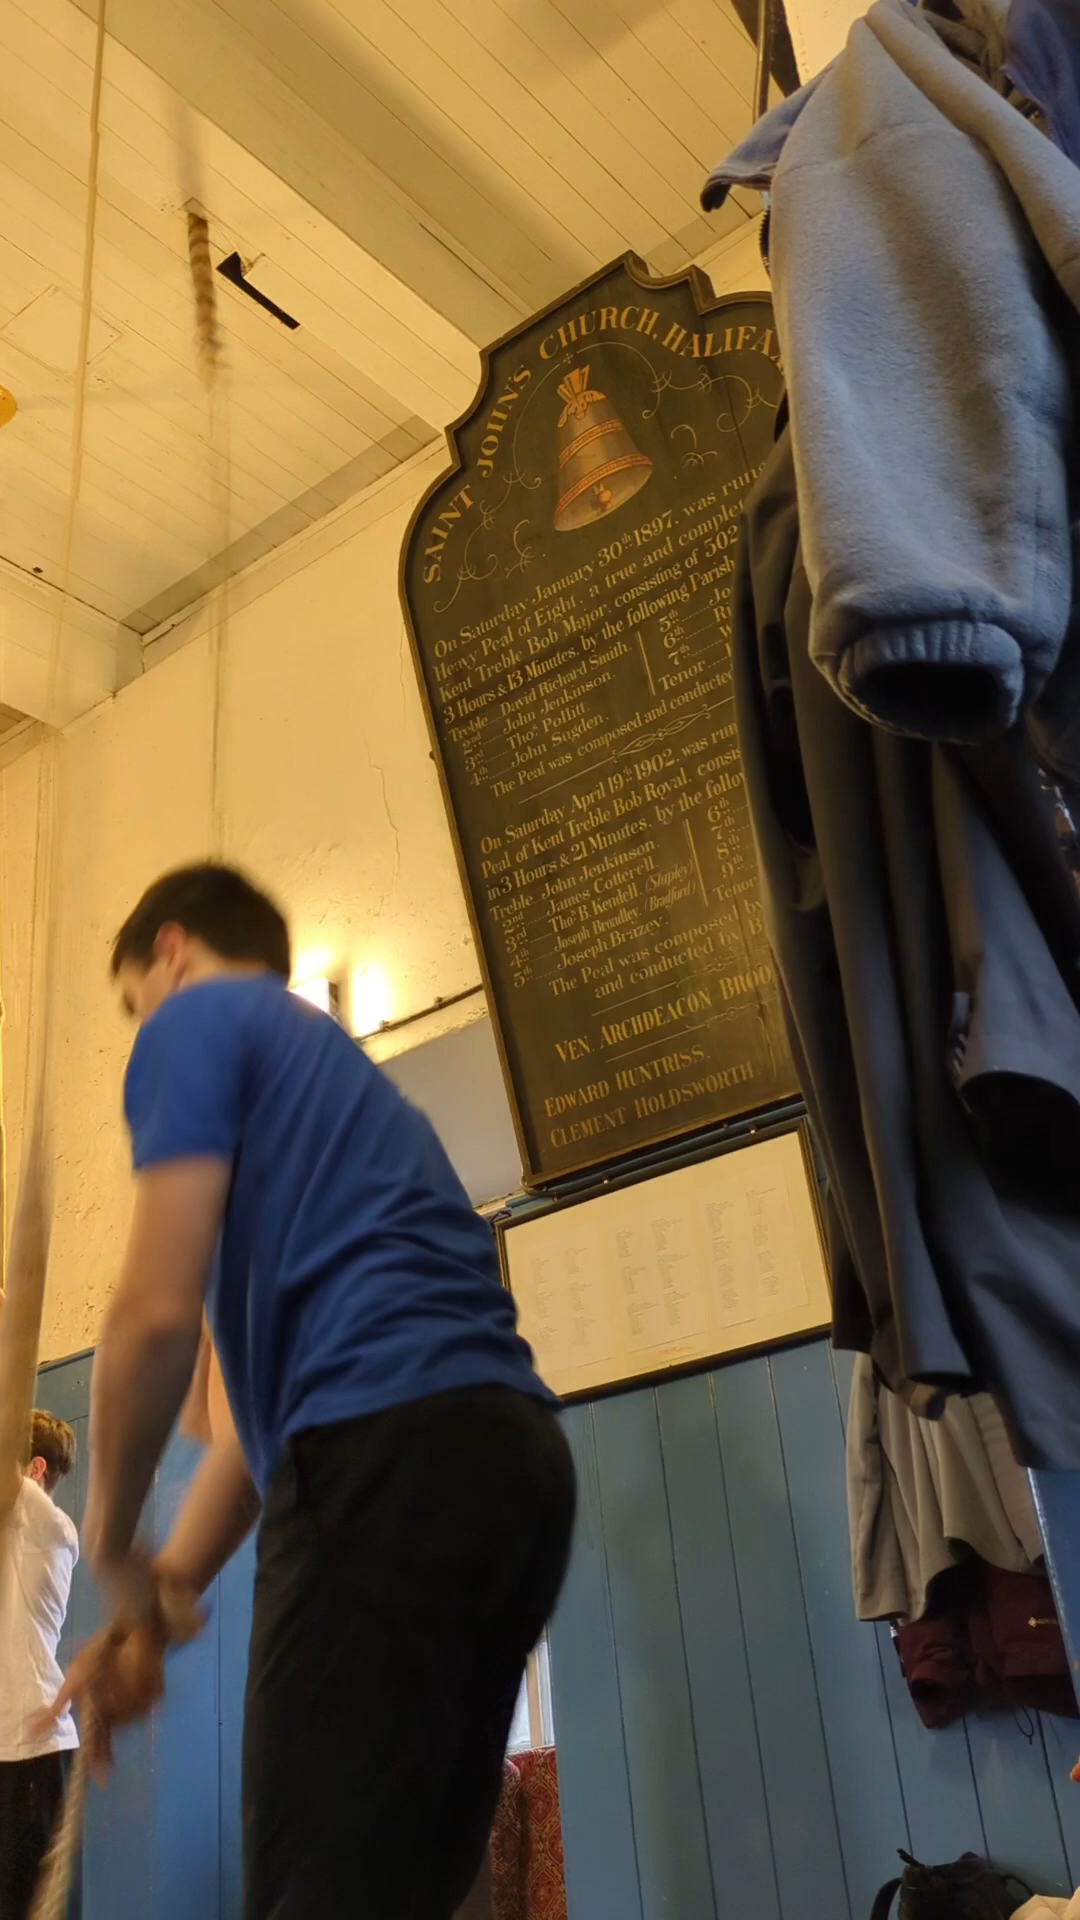 SAINT JOHN'S CHURCH, HALIFA
On Saturday January 30th 1897. was rung
Heavy Peal of Eight, a true and complet
Kent Treble Bob Major, consisting of 502
3 Hours & 13 Minutes, by the following Parish
Treble.... David Richard Smith.
2nd...... John Jenkinson.
3rd...... Thos. Pollitt.
4th...... John Sugden.
5th....... Jo
6th....... Ri
7th.......
Tenor.....
The Peal was composed and conducted
On Saturday April 19th 1902. was run
Peal of Kent Treble Bob Royal, consis
in 3 Hours & 21 Minutes, by the follow
Treble. John Jenkinson.
2nd...... James Cotterell.
3rd...... Thos. B. Kendell. (Shipley)
4th...... Joseph Broadley. (Bradford)
5th...... Joseph Brazey.
6th
7th
8th
9th
Tenor
The Peal was composed by
and conducted by B
VEN. ARCHDEACON BROO
EDWARD HUNTRISS.
CLEMENT HOLDSWORTH.